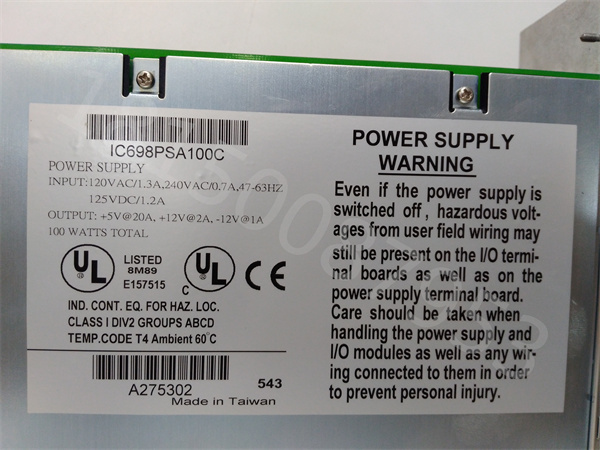 IC698PSA100C
POWER SUPPLY
INPUT:120VAC/1.3A,240VAC/0.7A,47-63HZ
125VDC/1.2A
OUTPUT: +5V@20A, +12V@2A, -12V@1A
100 WATTS TOTAL
UL
LISTED
8M89
E157515
C
UL
CE
IND. CONT. EQ. FOR HAZ. LOC.
CLASS I DIV2 GROUPS ABCD
TEMP.CODE T4 Ambient 60°C
A275302
543
Made in Taiwan
POWER SUPPLY
WARNING
Even if the power supply is
switched off , hazardous volt-
ages from user field wiring may
still be present on the I/O termi-
nal boards as well as on the
power supply terminal board.
Care should be taken when
handling the power supply and
I/O modules as well as any wir-
ing connected to them in order
to prevent personal injury.